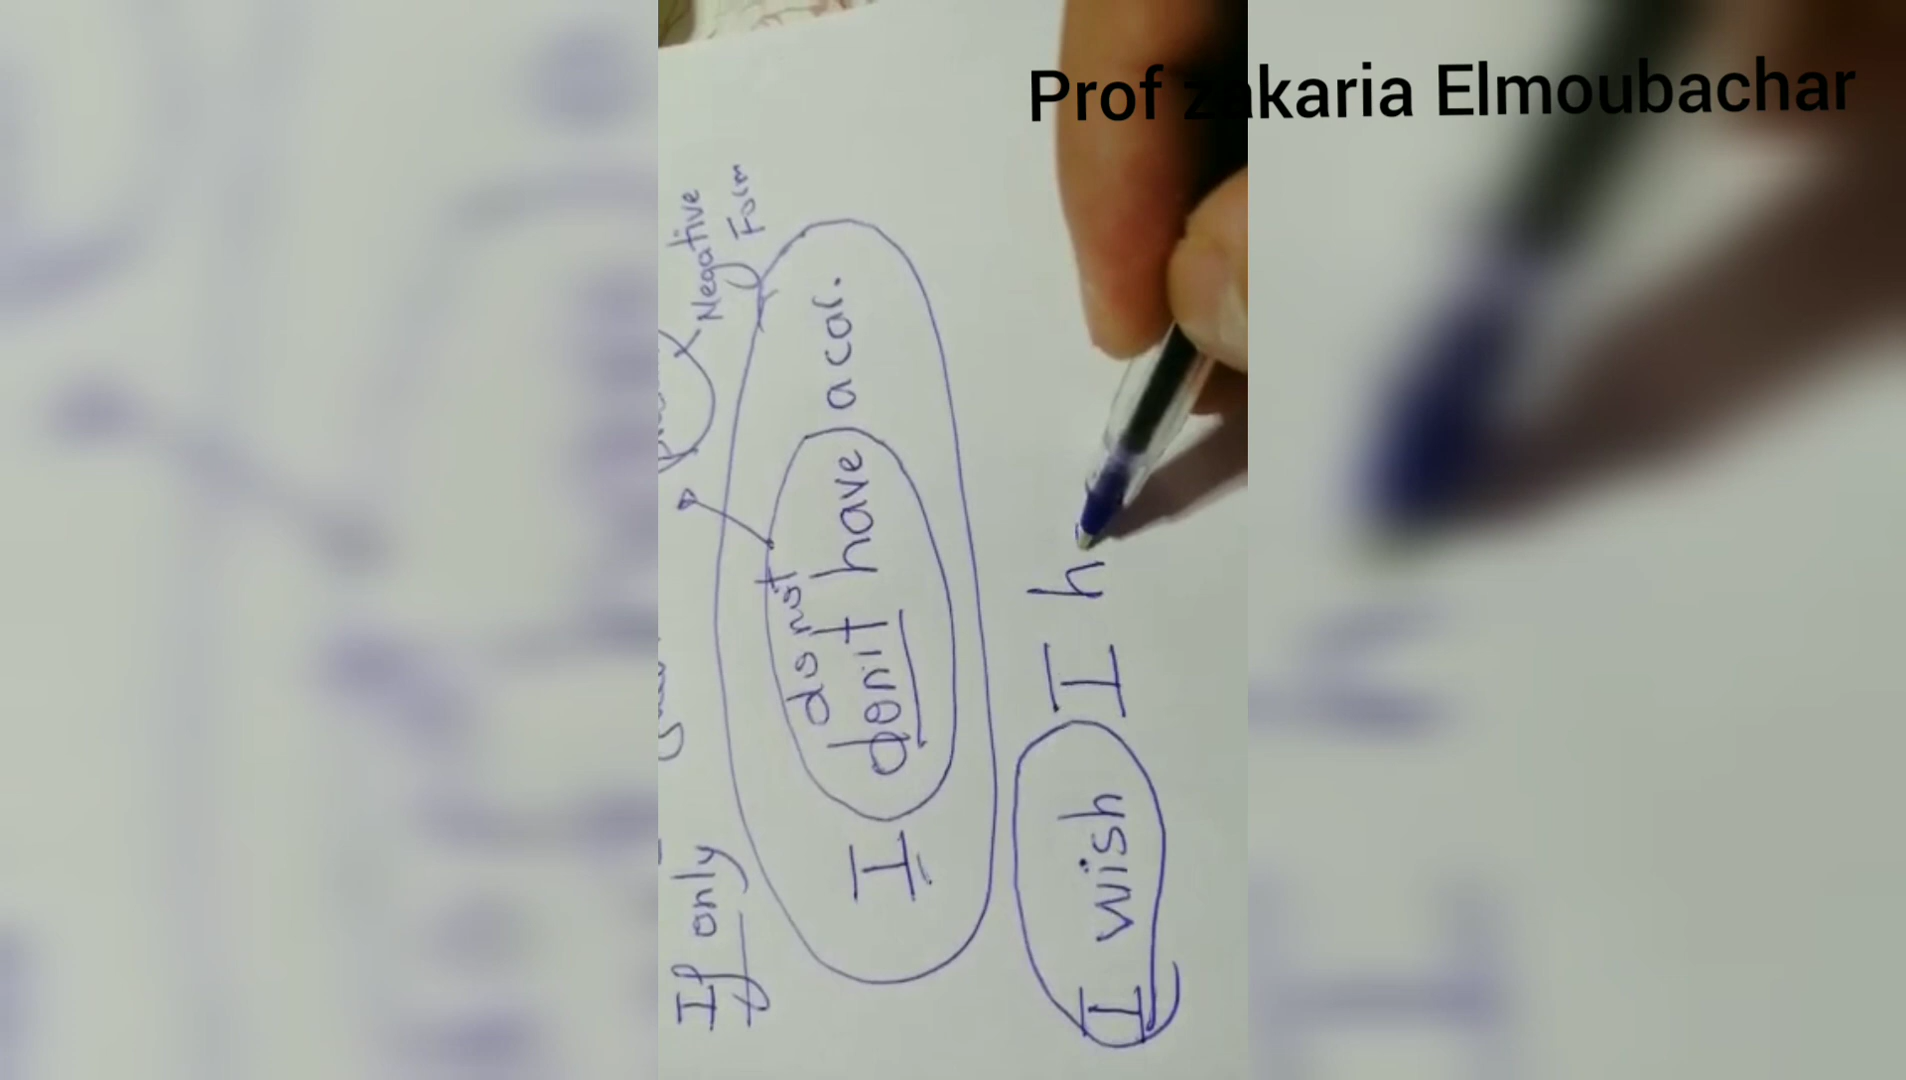 Prof zakaria Elmoubachar
Negative
Form
If only
do not
I don't have a car.
I wish I h